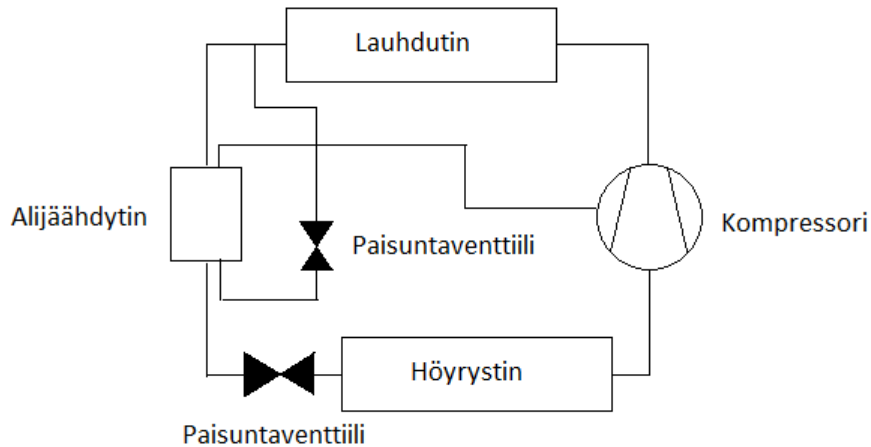 Lauhdutin
Alijäähdytin
Paisuntaventtiili
Kompressori
Höyrystin
Paisuntaventtiili